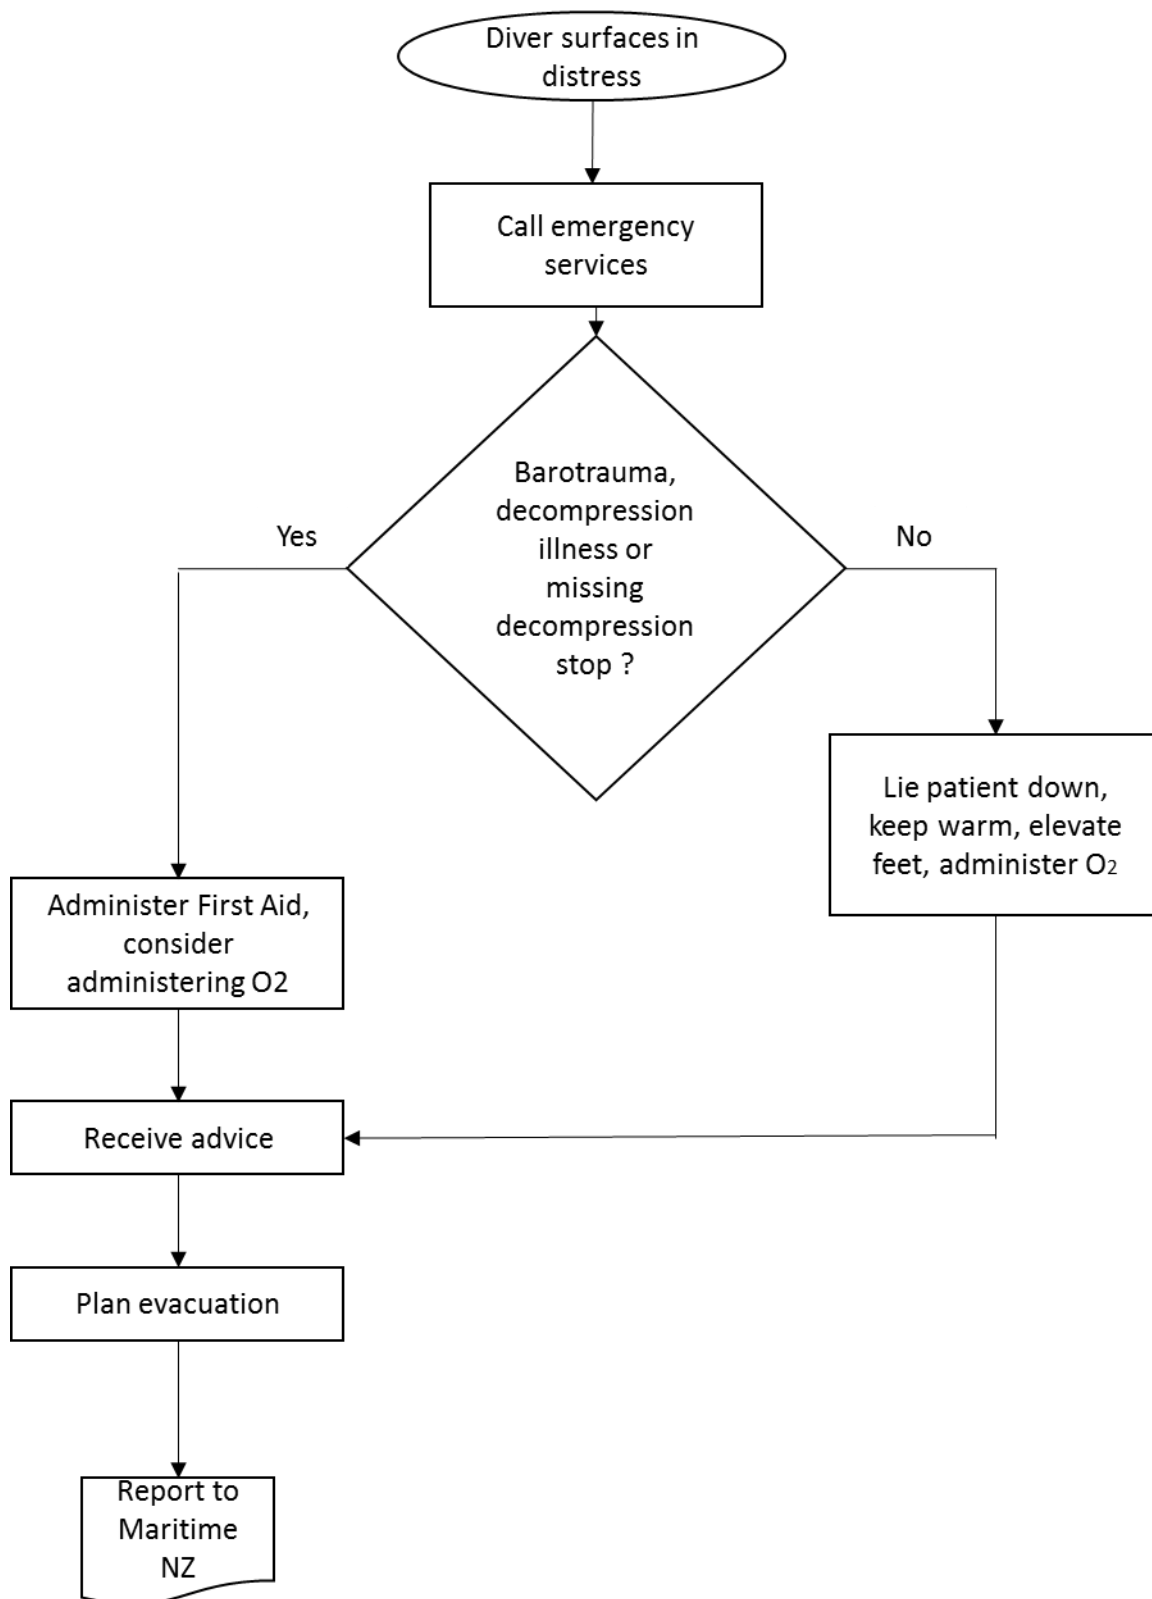 Diver surfaces in
distress
Call emergency
services
Barotrauma,
decompression
illness or
missing
decompression
stop ?
Yes
No
Lie patient down,
keep warm, elevate
feet, administer O2
Administer First Aid,
consider
administering O2
Receive advice
Plan evacuation
Report to
Maritime
NZ